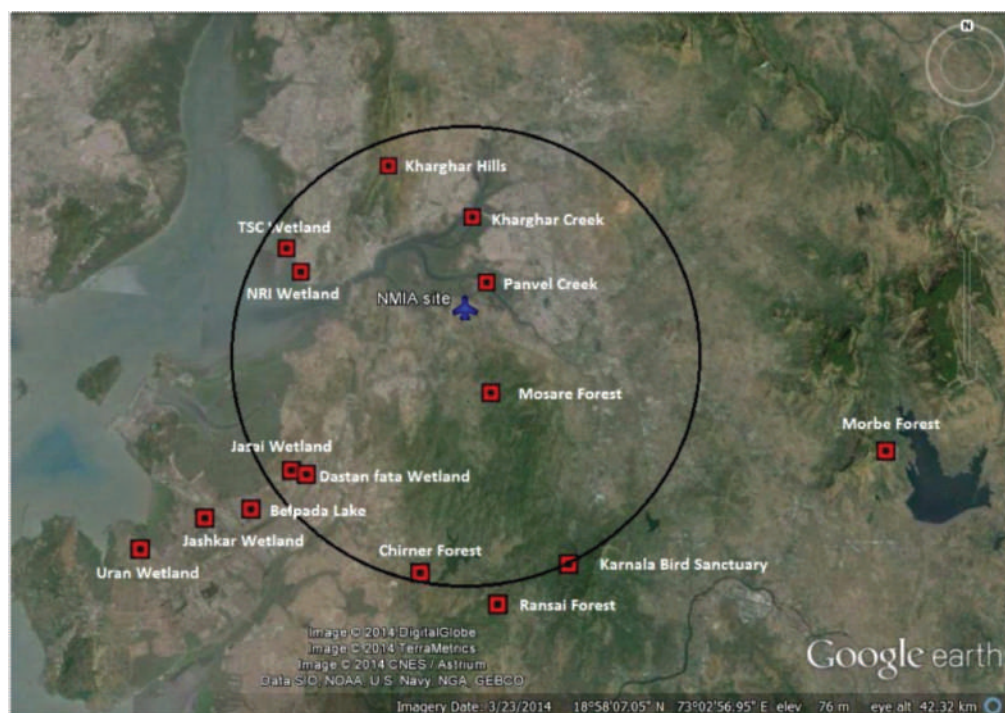 N
Kharghar Hills
Kharghar Creek
TSC Wetland
NRI Wetland
Panvel Creek
NMIA site
Mosare Forest
Morbe Forest
Jasai Wetland
Dastan fata Wetland
Belpada Lake
Jashkar Wetland
Uran Wetland
Chirner Forest
Karnala Bird Sanctuary
Ransai Forest
Image © 2014 DigitalGlobe
Image © 2014 TerraMetrics
Image © 2014 CNES / Astrium
Data SIO, NOAA, U.S. Navy, NGA, GEBCO
Google earth
Imagery Date: 3/23/2014 18°58'07.05" N 73°02'56.95" E elev 76 m eye alt 42.32 km